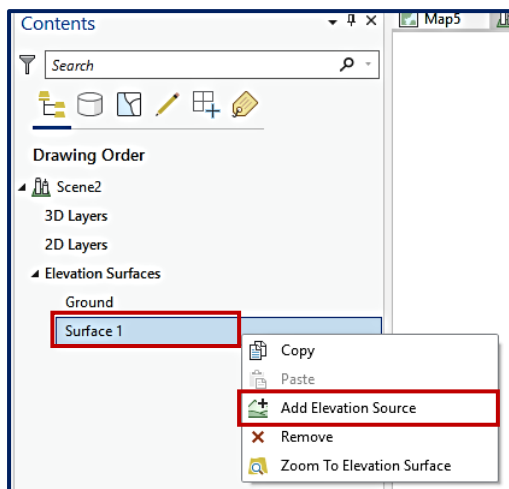 Contents
Map5
Search
Drawing Order
Scene2
3D Layers
2D Layers
Elevation Surfaces
Ground
Surface 1
Copy
Paste
Add Elevation Source
Remove
Zoom To Elevation Surface